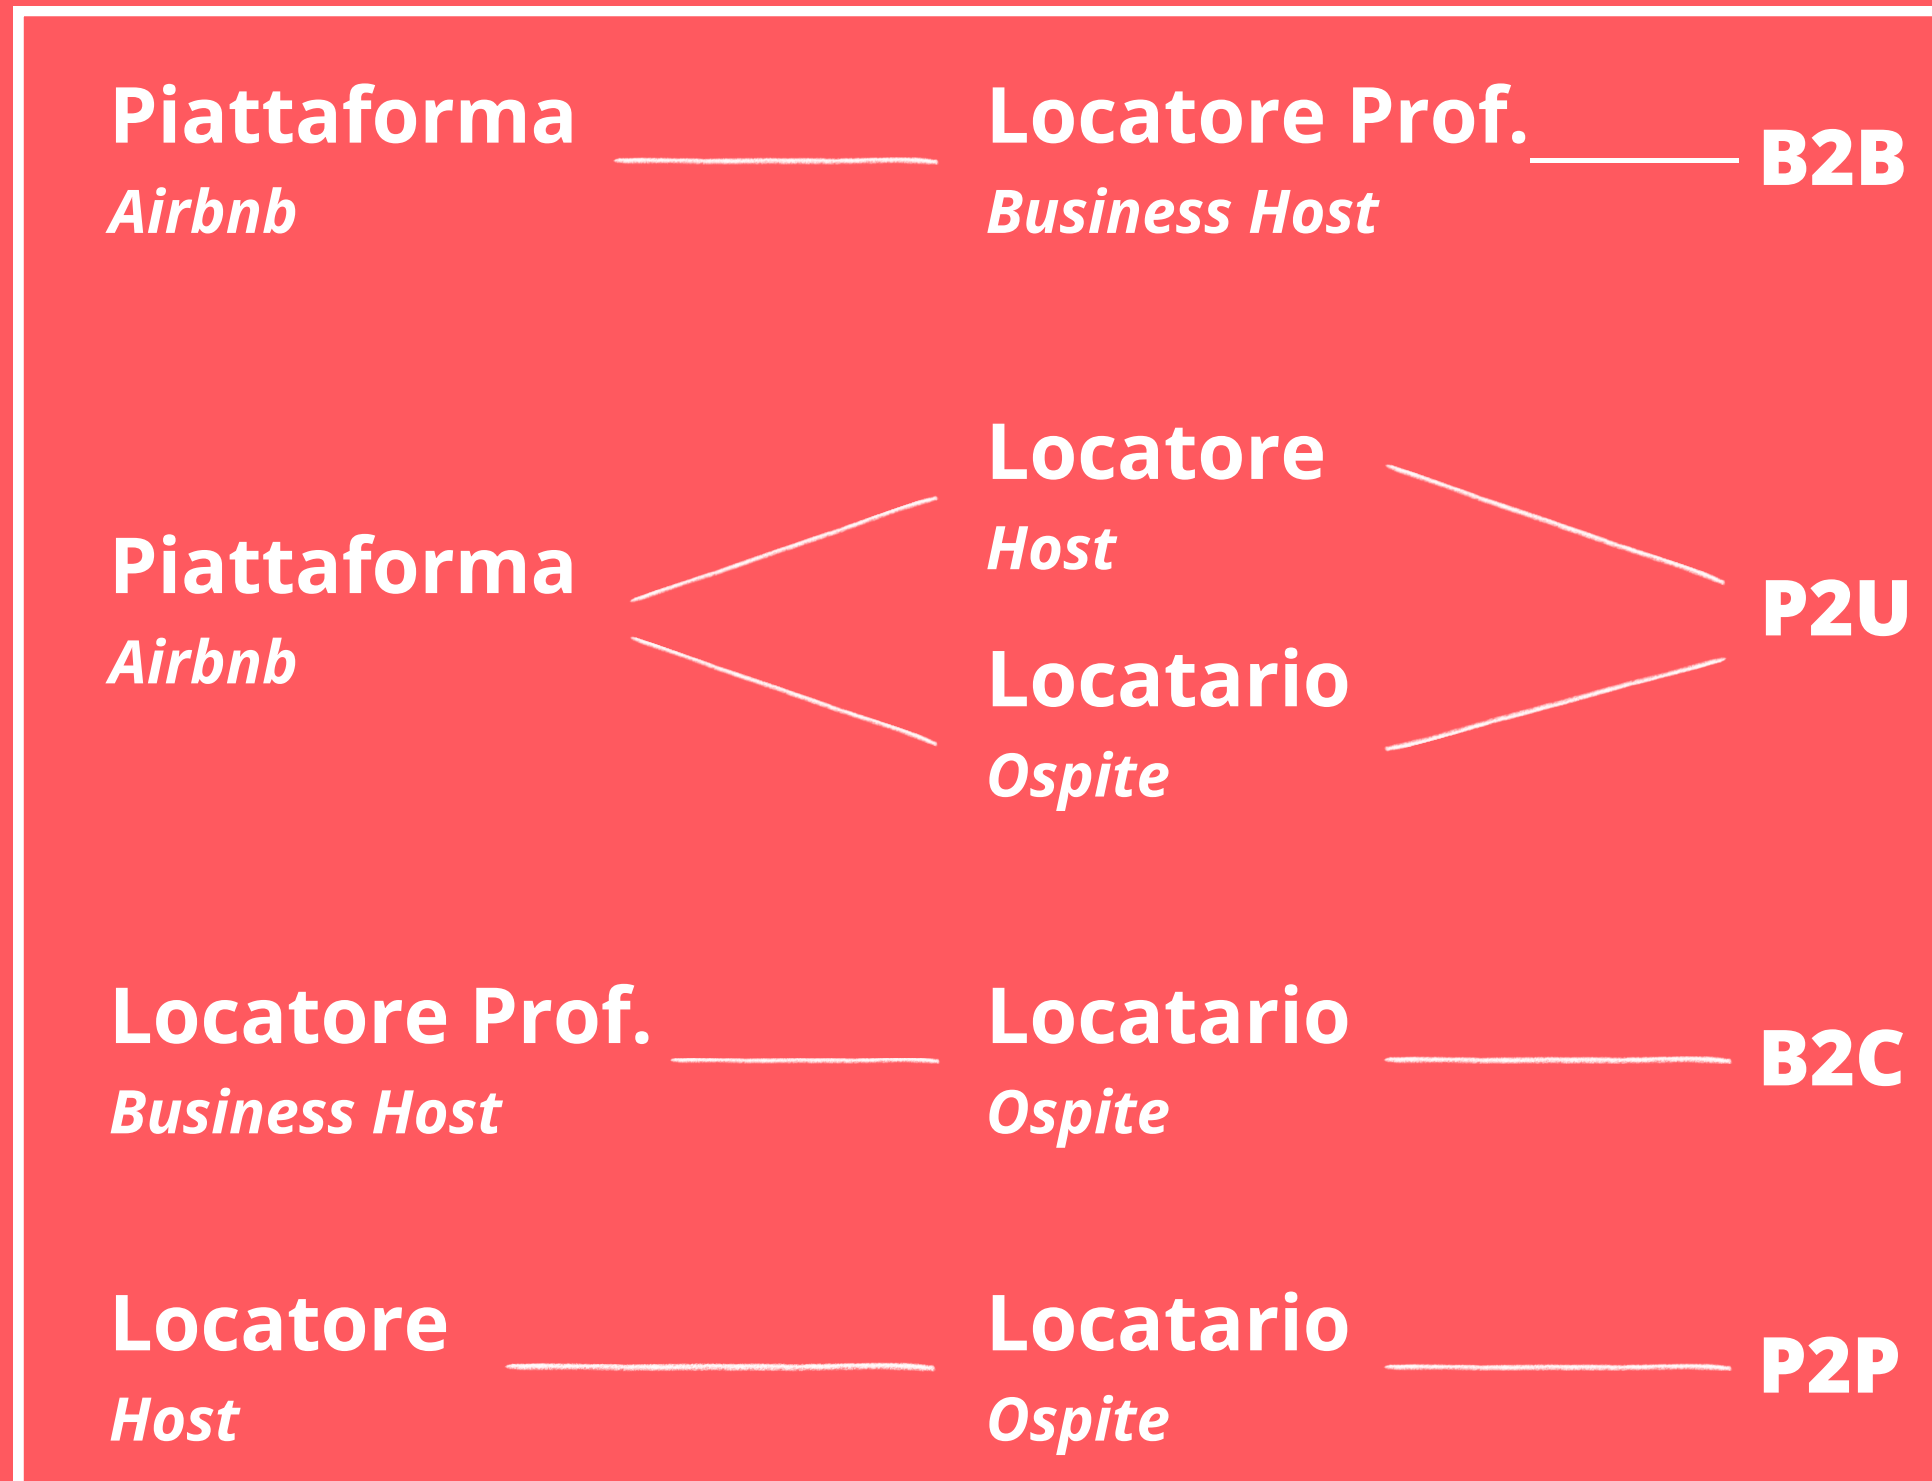 Piattaforma
Airbnb
Locatore Prof.
Business Host
B2B
Piattaforma
Airbnb
Locatore
Host
Locatario
Ospite
P2U
Locatore Prof.
Business Host
Locatario
Ospite
B2C
Locatore
Host
Locatario
Ospite
P2P